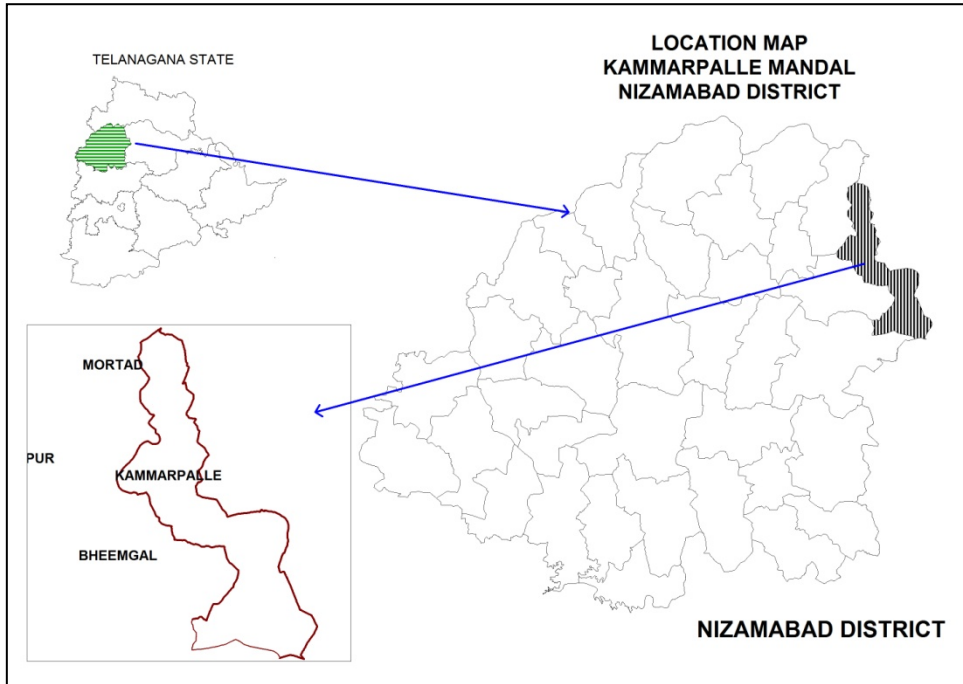 TELANAGANA STATE
LOCATION MAP
KAMMARPALLE MANDAL
NIZAMABAD DISTRICT
MORTAD
PUR
KAMMARPALLE
BHEEMGAL
NIZAMABAD DISTRICT